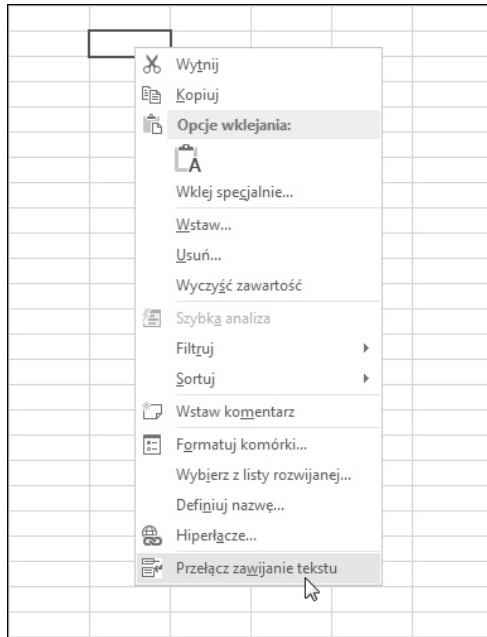 Wytnij
Kopiuj
Opcje wklejania:
A
Wklej specjalnie...
Wstaw...
Usuń...
Wyczyść zawartość
Szybka analiza
Filtruj
Sortuj
Wstaw komentarz
Formatuj komórki...
Wybierz z listy rozwijanej...
Definiuj nazwę...
Hiperłącze...
Przełącz zawijanie tekstu